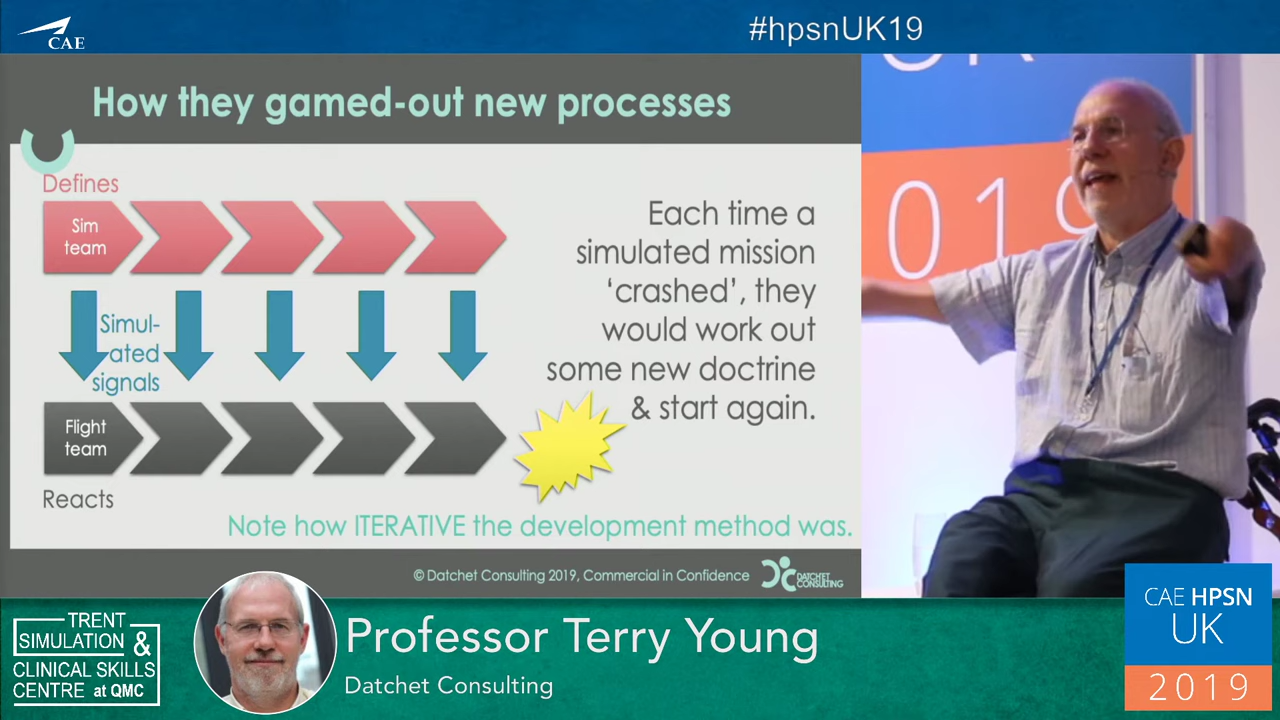 CAE
#hpsnUK19
How they gamed-out new processes
Defines
Sim
team
Simul-
ated
signals
Flight
team
Reacts
Each time a
simulated mission
‘crashed’, they
would work out
some new doctrine
& start again.
Note how ITERATIVE the development method was.
© Datchet Consulting 2019, Commercial in Confidence
DATCHET
CONSULTING
UK
2019
TRENT
SIMULATION &
CLINICAL SKILLS
CENTRE at QMC
Professor Terry Young
Datchet Consulting
CAE HPSN
UK
2019